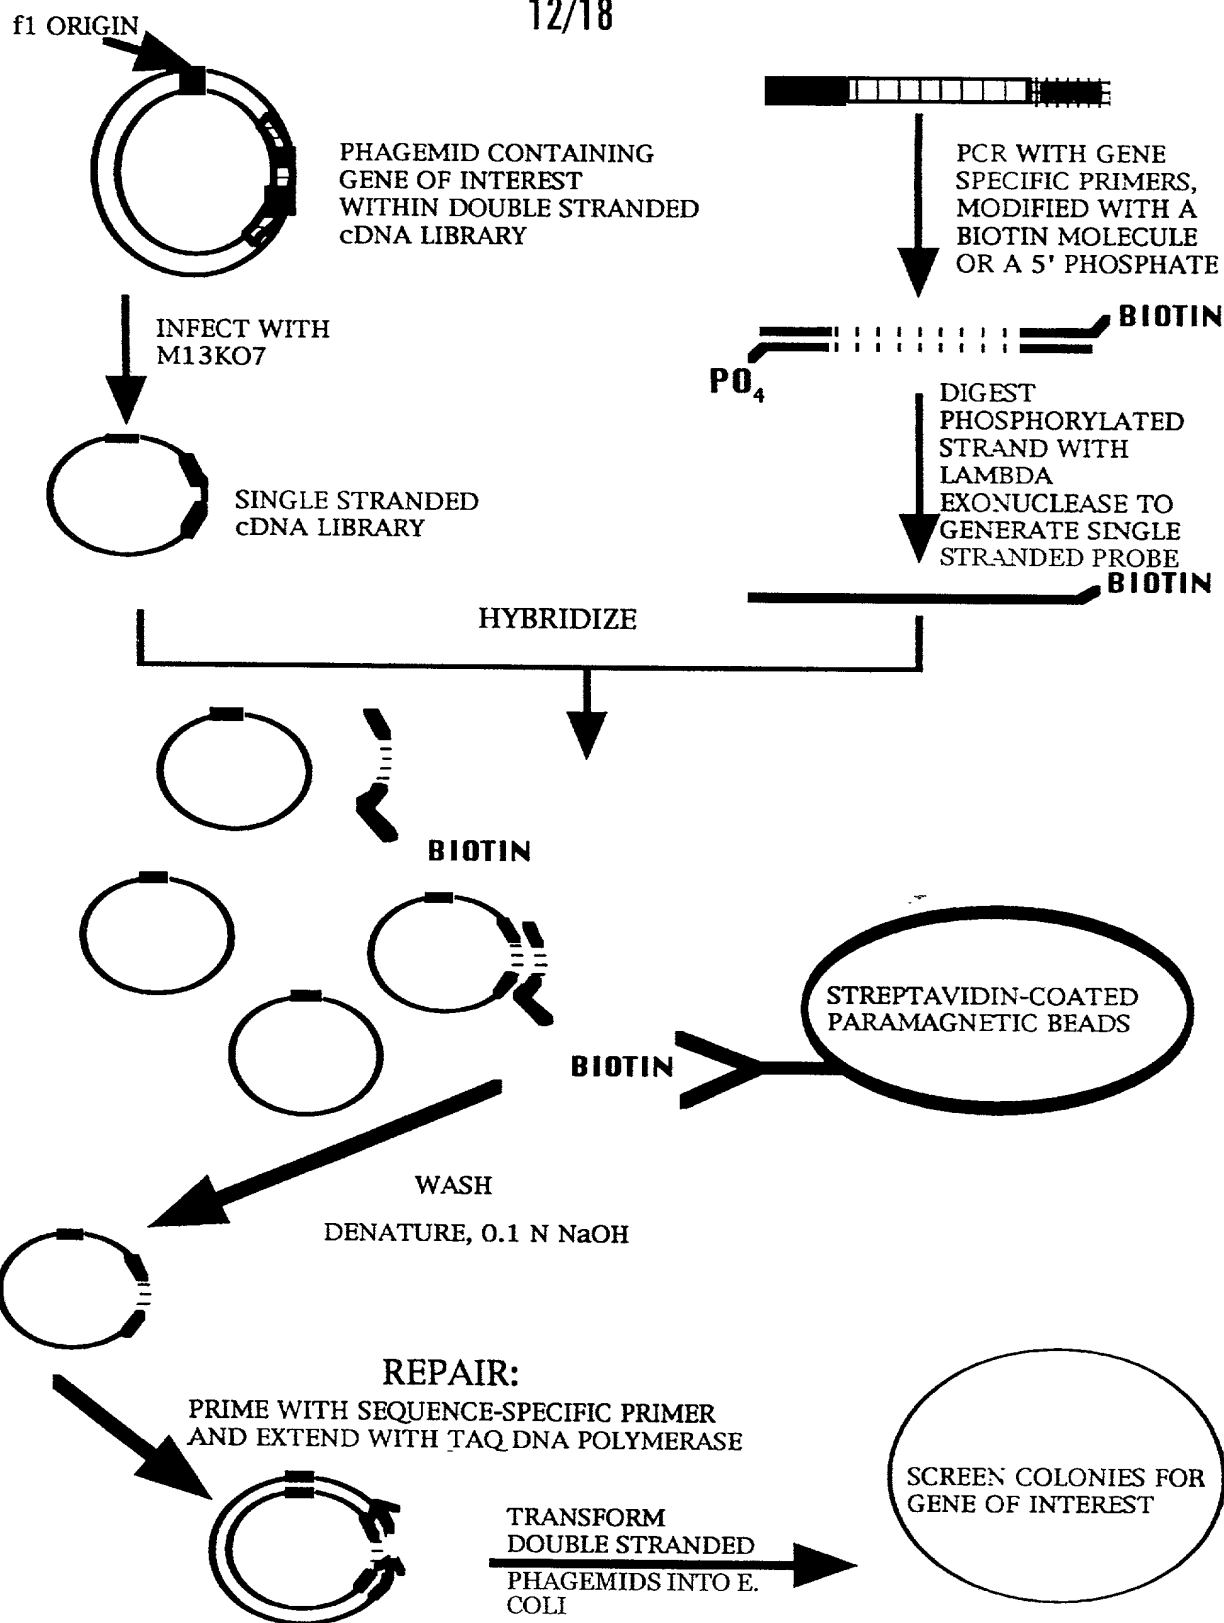 12/18
f1 ORIGIN
PHAGEMID CONTAINING
GENE OF INTEREST
WITHIN DOUBLE STRANDED
cDNA LIBRARY
PCR WITH GENE
SPECIFIC PRIMERS,
MODIFIED WITH A
BIOTIN MOLECULE
OR A 5' PHOSPHATE
INFECT WITH
M13KO7
BIOTIN
PO4
DIGEST
PHOSPHORYLATED
STRAND WITH
LAMBDA
EXONUCLEASE TO
GENERATE SINGLE
STRANDED PROBE
SINGLE STRANDED
cDNA LIBRARY
BIOTIN
HYBRIDIZE
BIOTIN
STREPTAVIDIN-COATED
PARAMAGNETIC BEADS
BIOTIN
WASH
DENATURE, 0.1 N NaOH
REPAIR:
PRIME WITH SEQUENCE-SPECIFIC PRIMER
AND EXTEND WITH TAQ DNA POLYMERASE
TRANSFORM
DOUBLE STRANDED
PHAGEMIDS INTO E.
COLI
SCREEN COLONIES FOR
GENE OF INTEREST